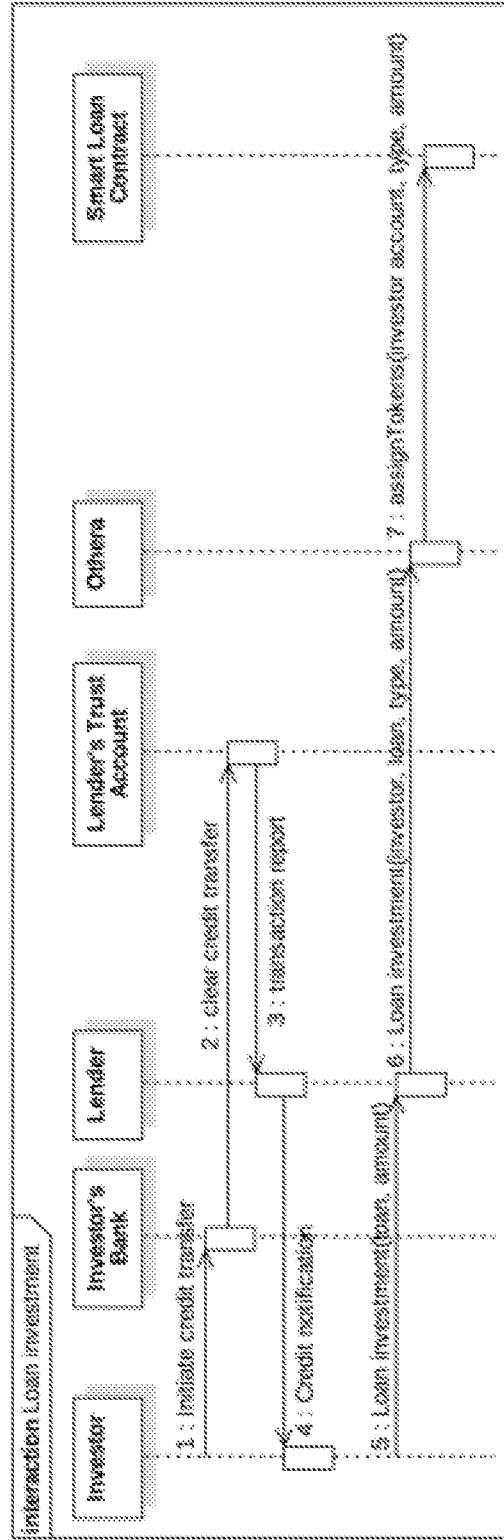 interaction Loan investment
Investor
Investor's
Bank
Lender
Lender's Trust
Account
Others
Smart Loan
Contract
1 : Initiate credit transfer
2 : clear credit transfer
3 : transaction report
4 : Credit notification
5 : Loan investment(loan, amount)
6 : Loan investment(investor, loan, type, amount)
7 : assignTokens(investor account, type, amount)